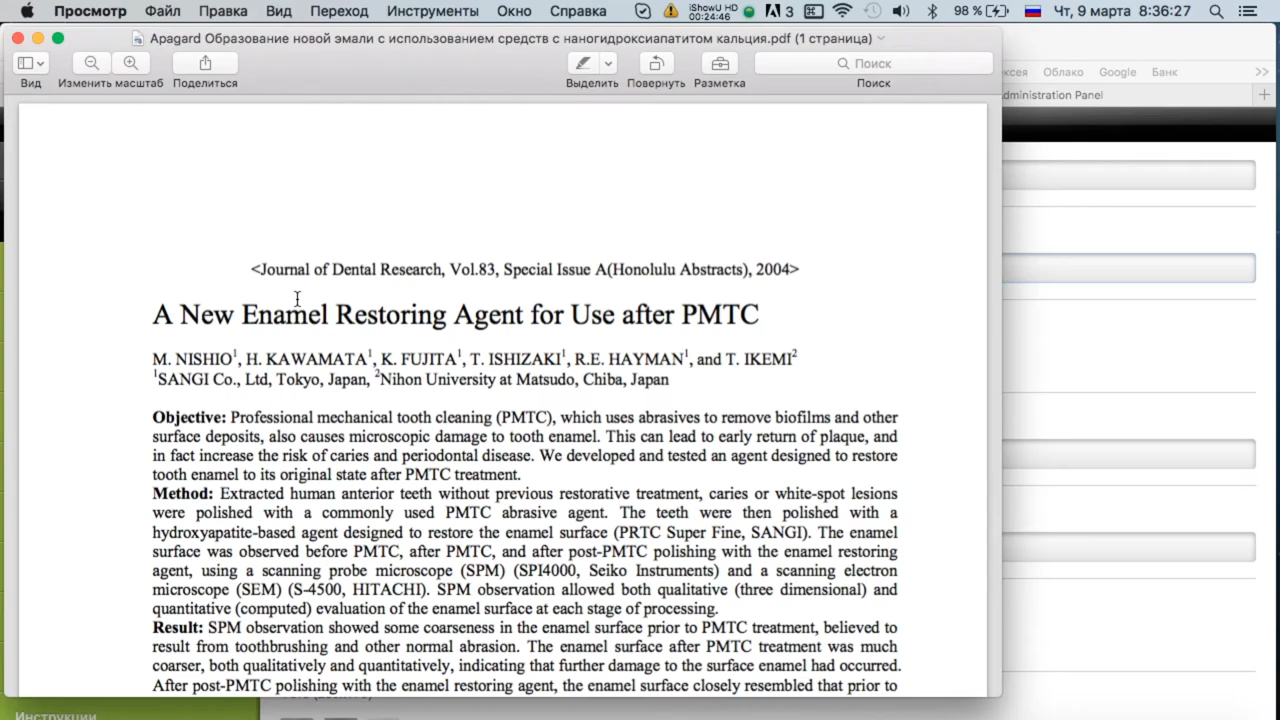 Просмотр Файл Правка Вид Переход Инструменты Окно Справка iShowU HD 00:24:46 3 98 % Чт, 9 марта 8:36:27
Apagard Образование новой эмали с использованием средств с наногидроксиапатитом кальция.pdf (1 страница)
Поиск
Вид Изменить масштаб Поделиться Выделить Повернуть Разметка Поиск
Облако Google Банк
dministration Panel
<Journal of Dental Research, Vol.83, Special Issue A(Honolulu Abstracts), 2004>
A New Enamel Restoring Agent for Use after PMTC
M. NISHIO1, H. KAWAMATA1, K. FUJITA1, T. ISHIZAKI1, R.E. HAYMAN1, and T. IKEMI2
1SANGI Co., Ltd, Tokyo, Japan, 2Nihon University at Matsudo, Chiba, Japan
Objective: Professional mechanical tooth cleaning (PMTC), which uses abrasives to remove biofilms and other
surface deposits, also causes microscopic damage to tooth enamel. This can lead to early return of plaque, and
in fact increase the risk of caries and periodontal disease. We developed and tested an agent designed to restore
tooth enamel to its original state after PMTC treatment.
Method: Extracted human anterior teeth without previous restorative treatment, caries or white-spot lesions
were polished with a commonly used PMTC abrasive agent. The teeth were then polished with a
hydroxyapatite-based agent designed to restore the enamel surface (PRTC Super Fine, SANGI). The enamel
surface was observed before PMTC, after PMTC, and after post-PMTC polishing with the enamel restoring
agent, using a scanning probe microscope (SPM) (SPI4000, Seiko Instruments) and a scanning electron
microscope (SEM) (S-4500, HITACHI). SPM observation allowed both qualitative (three dimensional) and
quantitative (computed) evaluation of the enamel surface at each stage of processing.
Result: SPM observation showed some coarseness in the enamel surface prior to PMTC treatment, believed to
result from toothbrushing and other normal abrasion. The enamel surface after PMTC treatment was much
coarser, both qualitatively and quantitatively, indicating that further damage to the surface enamel had occurred.
After post-PMTC polishing with the enamel restoring agent, the enamel surface closely resembled that prior to
Инструкции